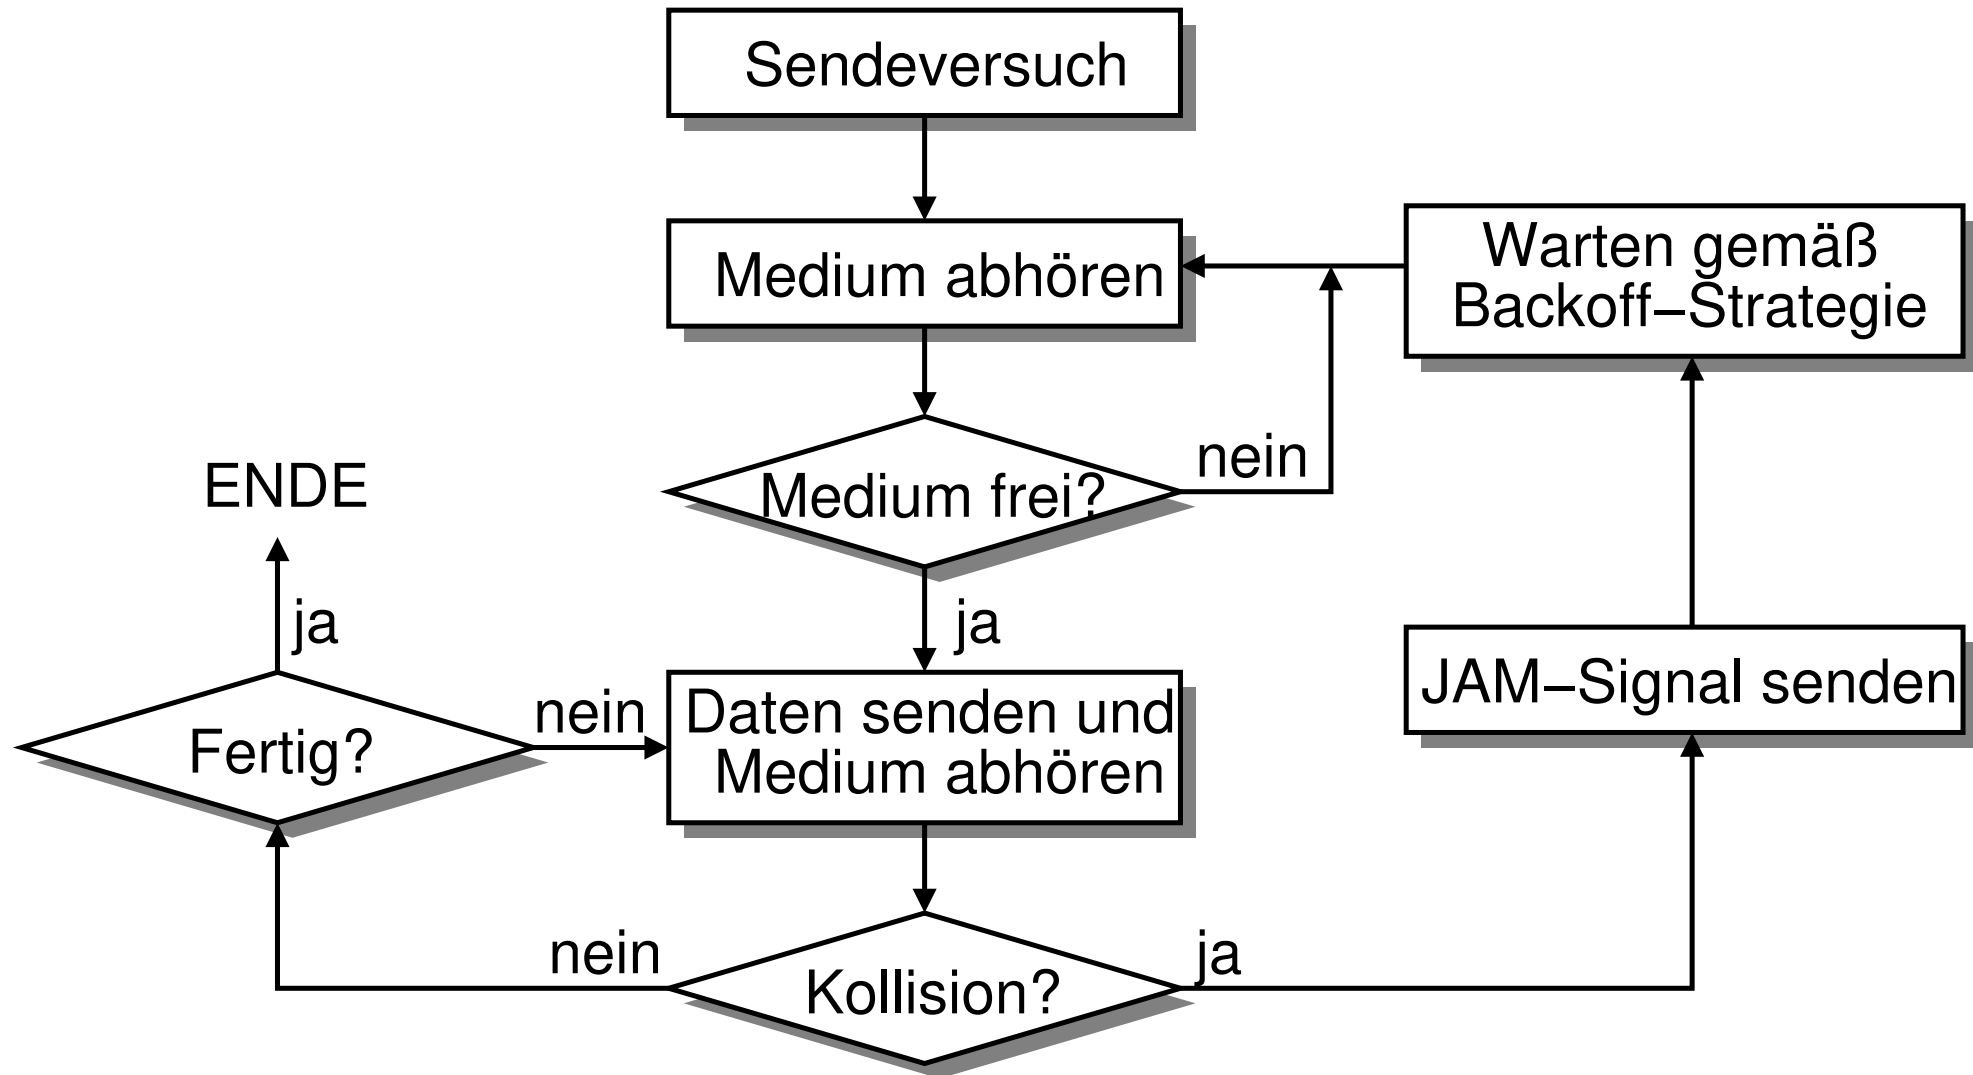 Sendeversuch
Medium abhören
Warten gemäß
Backoff–Strategie
Medium frei?
nein
ENDE
ja
ja
JAM–Signal senden
Fertig?
nein
Daten senden und
Medium abhören
nein
Kollision?
ja